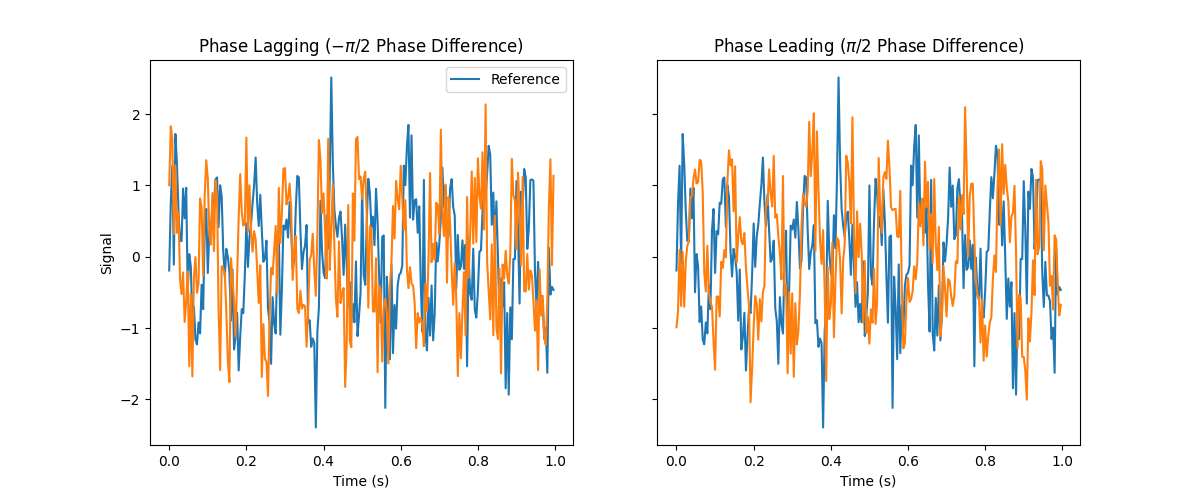 Phase Lagging (−π/2 Phase Difference)
Phase Leading (π/2 Phase Difference)
Reference
Signal
2
1
0
−1
−2
0.0 0.2 0.4 0.6 0.8 1.0
0.0 0.2 0.4 0.6 0.8 1.0
Time (s)
Time (s)